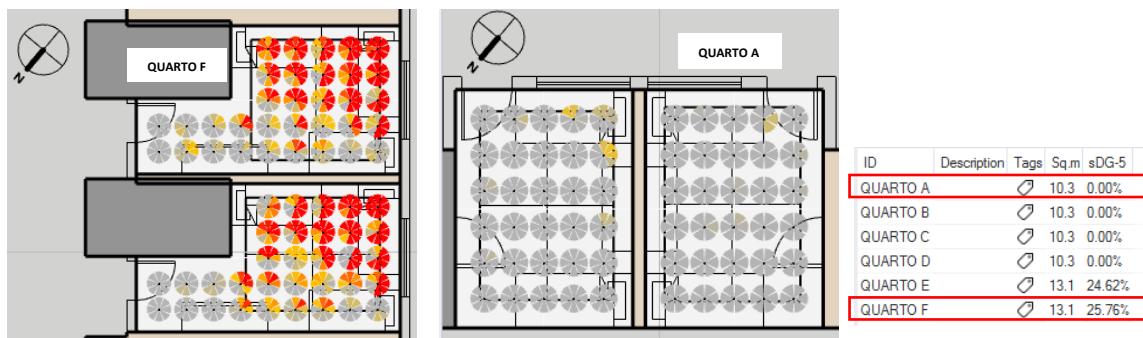 N
QUARTO F
N
QUARTO A
ID Description Tags Sq.m sDG-5
QUARTO A 10.3 0.00%
QUARTO B 10.3 0.00%
QUARTO C 10.3 0.00%
QUARTO D 10.3 0.00%
QUARTO E 13.1 24.62%
QUARTO F 13.1 25.76%